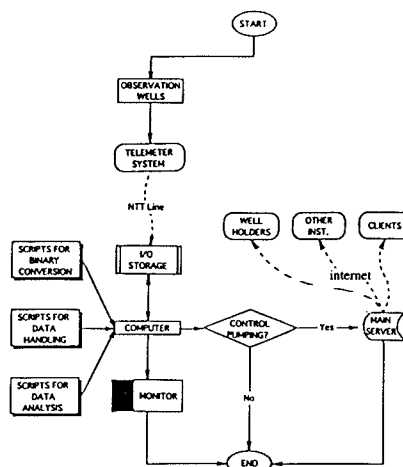 START
OBSERVATION
WELLS
TELEMETER
SYSTEM
NTT Line
WELL
HOLDERS
OTHER
INST.
CLIENTS
internet
SCRIPTS FOR
BINARY
CONVERSION
I/O
STORAGE
SCRIPTS FOR
DATA
HANDLING
COMPUTER
CONTROL
PUMPING?
Yes
MAIN
SERVER
SCRIPTS FOR
DATA
ANALYSIS
MONITOR
No
END